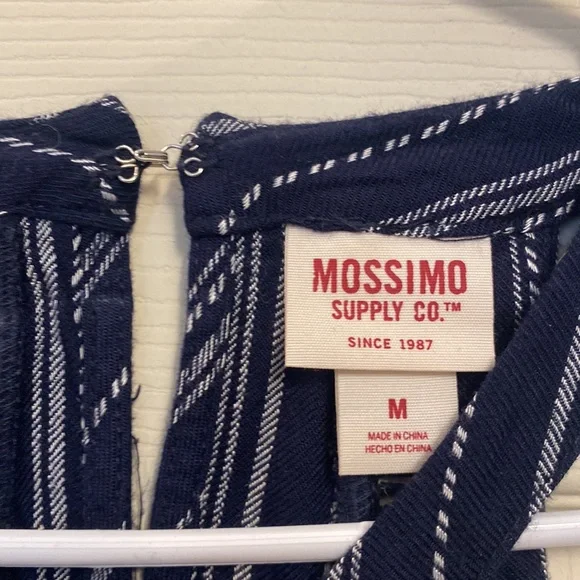 MOSSIMO
SUPPLY CO.™
SINCE 1987
M
MADE IN CHINA
HECHO EN CHINA